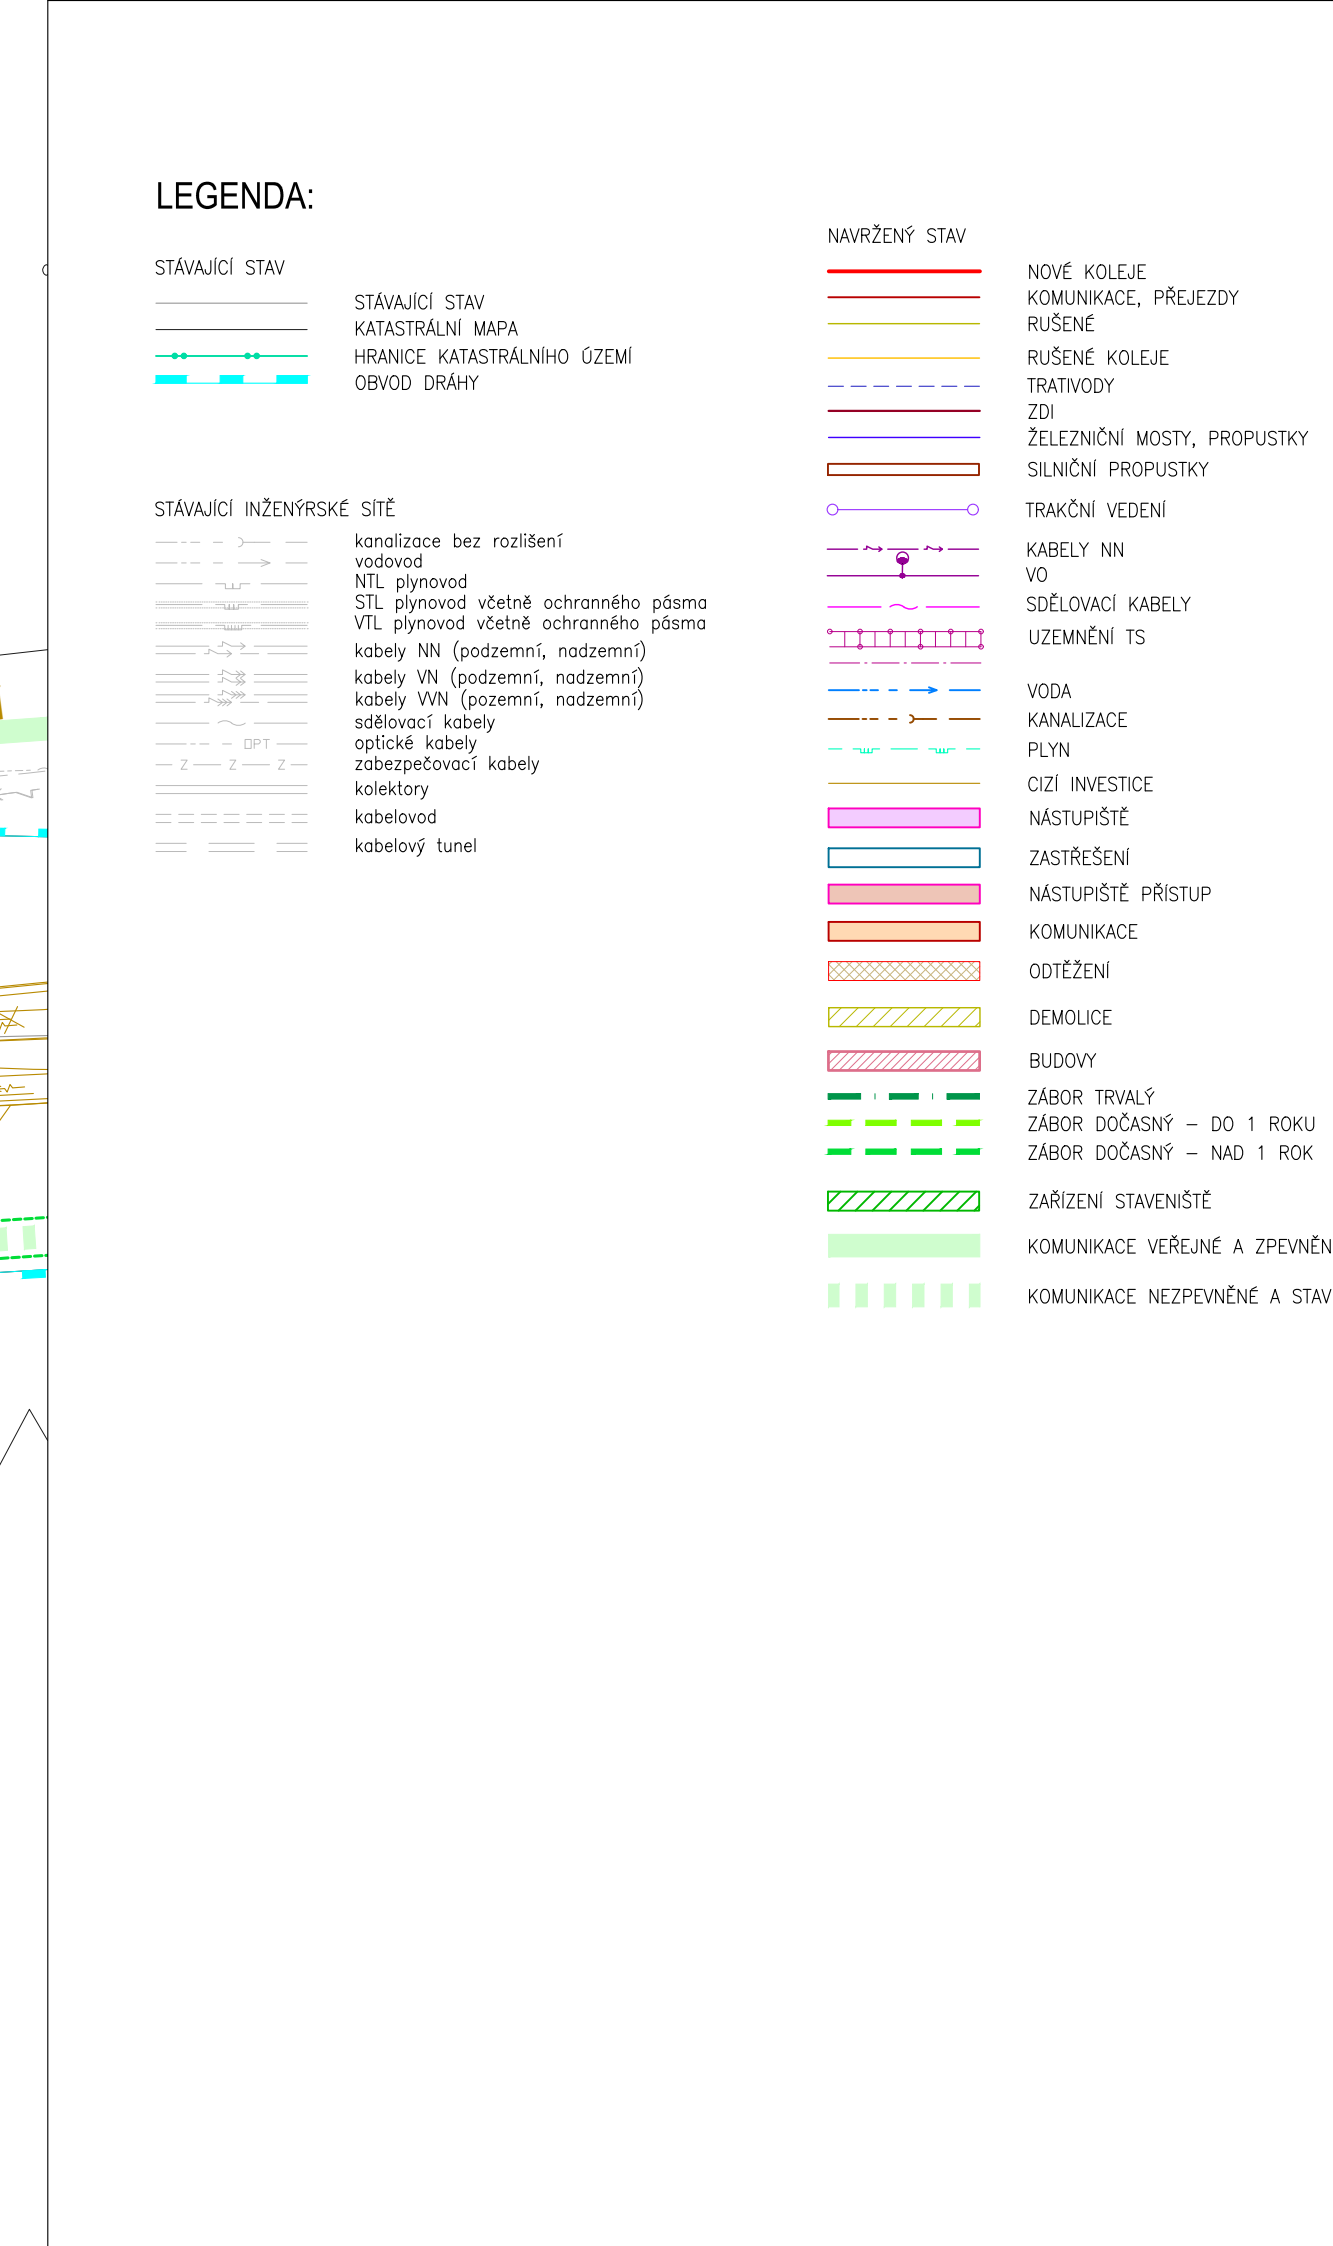 LEGENDA:
STÁVAJÍCÍ STAV
STÁVAJÍCÍ STAV
KATASTRÁLNÍ MAPA
HRANICE KATASTRÁLNÍHO ÚZEMÍ
OBVOD DRÁHY
STÁVAJÍCÍ INŽENÝRSKÉ SÍTĚ
kanalizace bez rozlišení
vodovod
NTL plynovod
STL plynovod včetně ochranného pásma
VTL plynovod včetně ochranného pásma
kabely NN (podzemní, nadzemní)
kabely VN (podzemní, nadzemní)
kabely VVN (pozemní, nadzemní)
sdělovací kabely
OPT optické kabely
Z Z Z zabezpečovací kabely
kolektory
kabelovod
kabelový tunel
NAVRŽENÝ STAV
NOVÉ KOLEJE
KOMUNIKACE, PŘEJEZDY
RUŠENÉ
RUŠENÉ KOLEJE
TRATIVODY
ZDI
ŽELEZNIČNÍ MOSTY, PROPUSTKY
SILNIČNÍ PROPUSTKY
TRAKČNÍ VEDENÍ
KABELY NN
VO
SDĚLOVACÍ KABELY
UZEMNĚNÍ TS
VODA
KANALIZACE
PLYN
CIZÍ INVESTICE
NÁSTUPIŠTĚ
ZASTŘEŠENÍ
NÁSTUPIŠTĚ PŘÍSTUP
KOMUNIKACE
ODTĚŽENÍ
DEMOLICE
BUDOVY
ZÁBOR TRVALÝ
ZÁBOR DOČASNÝ – DO 1 ROKU
ZÁBOR DOČASNÝ – NAD 1 ROK
ZAŘÍZENÍ STAVENIŠTĚ
KOMUNIKACE VEŘEJNÉ A ZPEVNĚN
KOMUNIKACE NEZPEVNĚNÉ A STAV